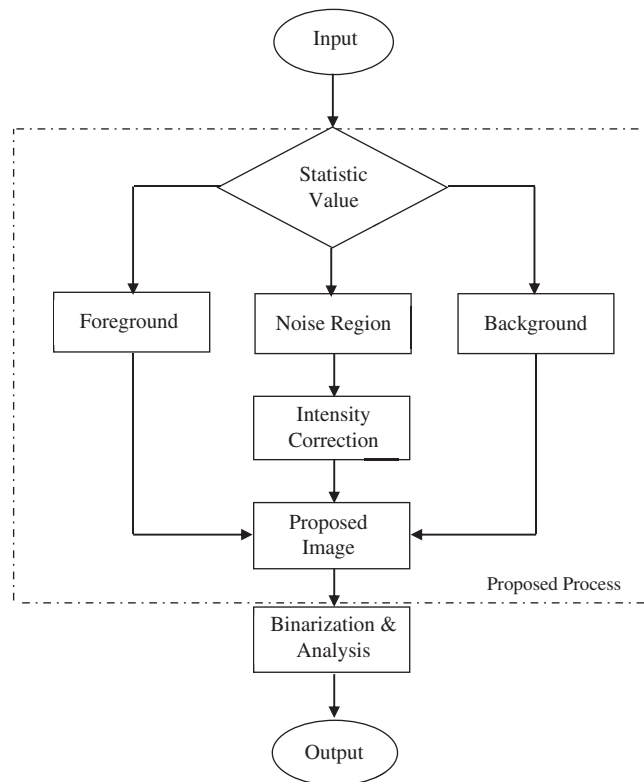 Input
Statistic
Value
Foreground
Noise Region
Background
Intensity
Correction
Proposed
Image
Proposed Process
Binarization &
Analysis
Output